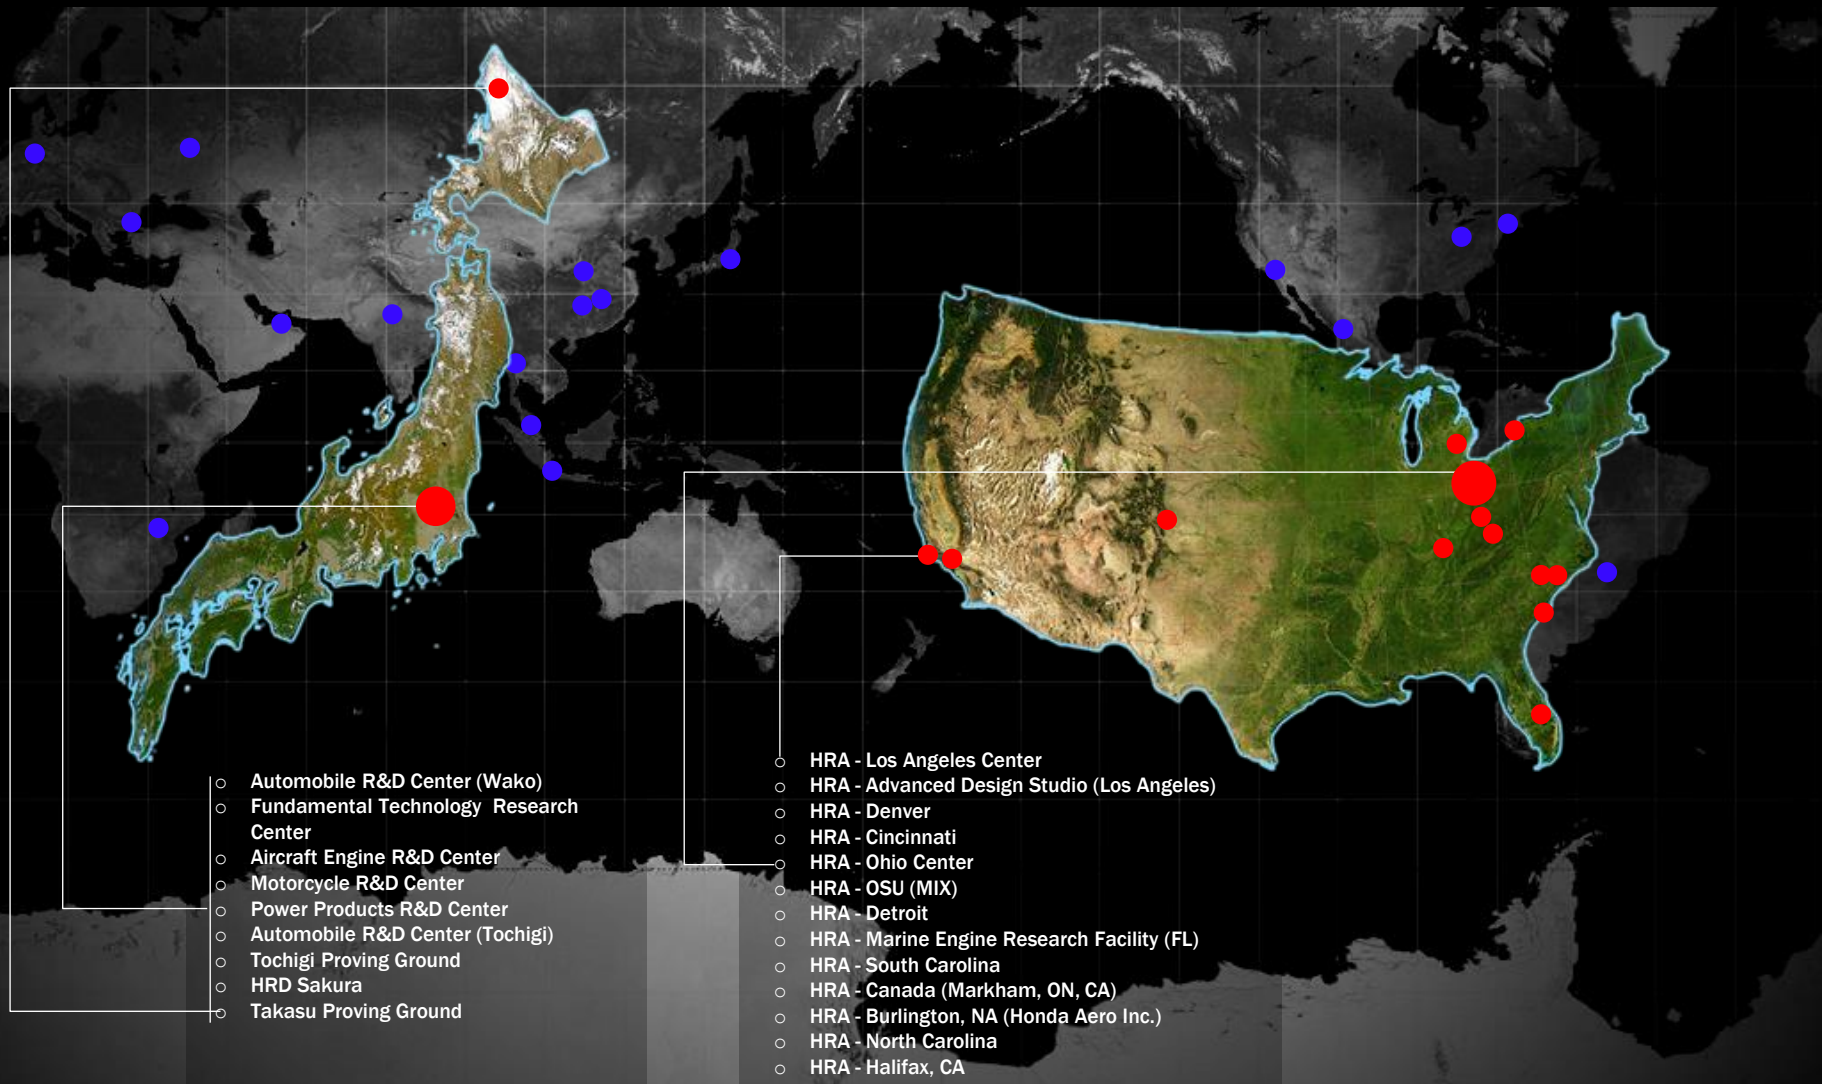 Automobile R&D Center (Wako)
Fundamental Technology Research
Center
Aircraft Engine R&D Center
Motorcycle R&D Center
Power Products R&D Center
Automobile R&D Center (Tochigi)
Tochigi Proving Ground
HRD Sakura
Takasu Proving Ground
HRA - Los Angeles Center
HRA - Advanced Design Studio (Los Angeles)
HRA - Denver
HRA - Cincinnati
HRA - Ohio Center
HRA - OSU (MIX)
HRA - Detroit
HRA - Marine Engine Research Facility (FL)
HRA - South Carolina
HRA - Canada (Markham, ON, CA)
HRA - Burlington, NA (Honda Aero Inc.)
HRA - North Carolina
HRA - Halifax, CA